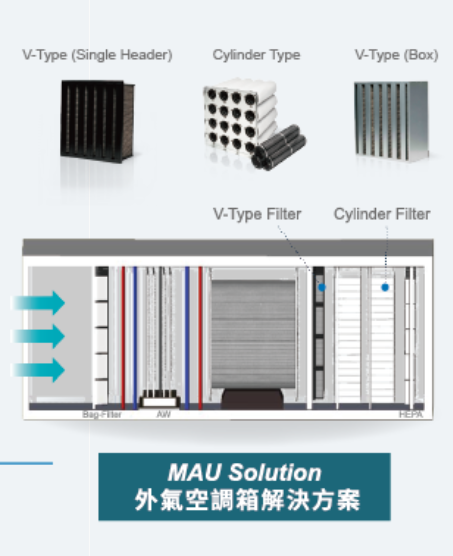 V-Type (Single Header) Cylinder Type V-Type (Box)
V-Type Filter Cylinder Filter
Bag-Filter AW HEPA
MAU Solution
外氣空調箱解決方案